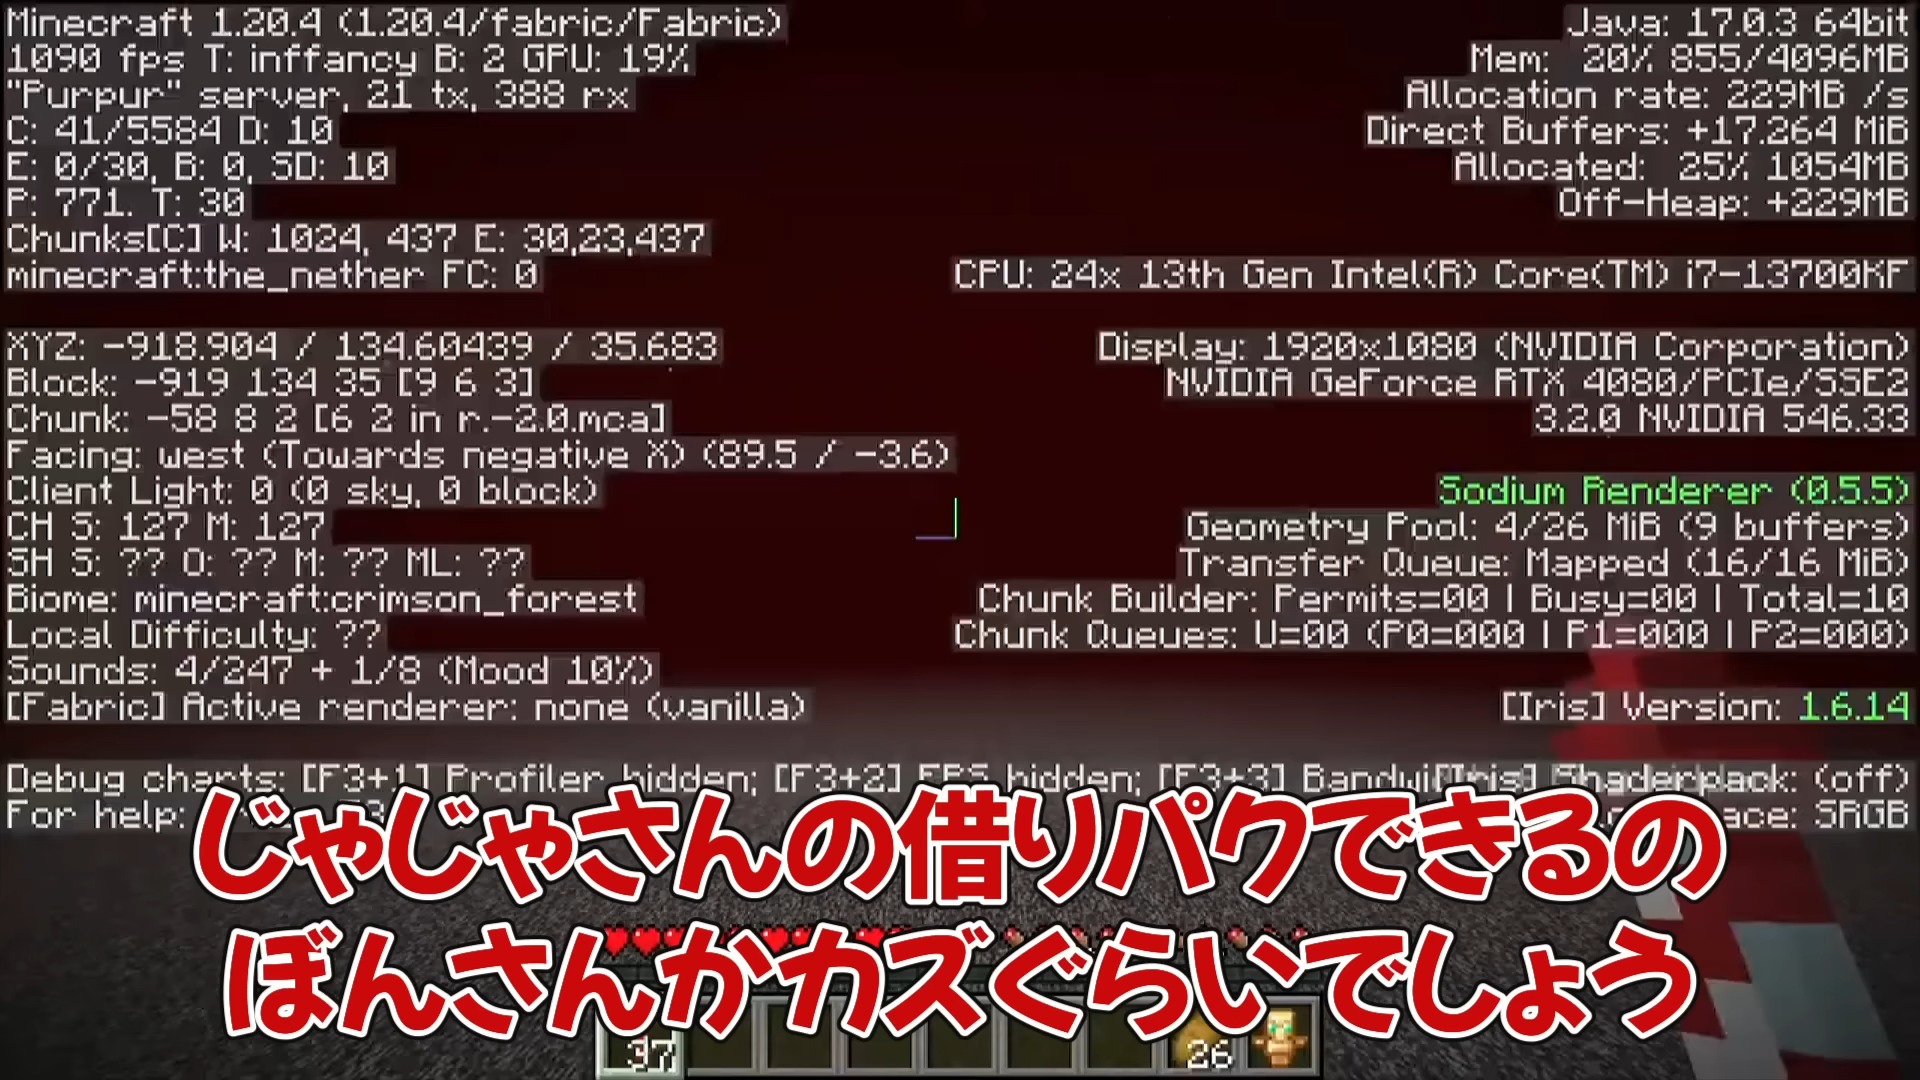 Minecraft 1.20.4 (1.20.4/fabric/Fabric)
1090 fps T: inffancy B: 2 GPU: 19%
"Purpur" server, 21 tx, 388 rx
C: 41/5584 D: 10
E: 0/30, B: 0, SD: 10
P: 771. T: 30
Chunks[C] W: 1024, 437 E: 30,23,437
minecraft:the_nether FC: 0
XYZ: -918.904 / 134.60439 / 35.683
Block: -919 134 35 [9 6 3]
Chunk: -58 8 2 [6 2 in r.-2.0.mca]
Facing: west (Towards negative X) (89.5 / -3.6)
Client Light: 0 (0 sky, 0 block)
CH S: 127 M: 127
SH S: ?? O: ?? M: ?? ML: ??
Biome: minecraft:crimson_forest
Local Difficulty: ??
Sounds: 4/247 + 1/8 (Mood 10%)
[Fabric] Active renderer: none (vanilla)
Debug charts: [F3+1] Profiler hidden; [F3+2] FPS hidden; [F3+3]
For help:
Java: 17.0.3 64bit
Mem: 20% 855/4096MB
Allocation rate: 229MB /s
Direct Buffers: +17.264 MiB
Allocated: 25% 1054MB
Off-Heap: +229MB
CPU: 24x 13th Gen Intel(R) Core(TM) i7-13700KF
Display: 1920x1080 (NVIDIA Corporation)
NVIDIA GeForce RTX 4080/PCIe/SSE2
3.2.0 NVIDIA 546.33
Sodium Renderer (0.5.5)
Geometry Pool: 4/26 MiB (9 buffers)
Transfer Queue: Mapped (16/16 MiB)
Chunk Builder: Permits=00 | Busy=00 | Total=10
Chunk Queues: U=00 (P0=000 | P1=000 | P2=000)
[Iris] Version: 1.6.14
[Iris] Shaderpack: (off)
SRGB
じゃじゃさんの借りパクできるの
ぼんさんかカズぐらいでしょう
37
26